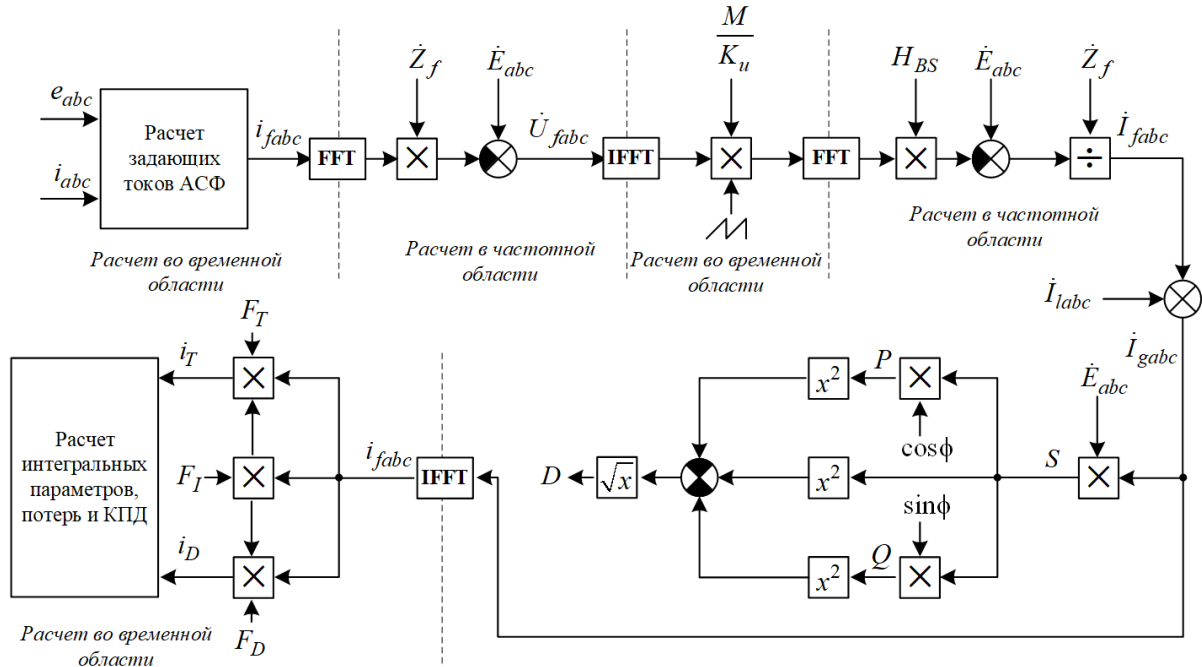 e_abc
i_abc
Расчет
задающих
токов АСФ
i_fabc
FFT
Ż_f
×
Ė_abc
U̇_fabc
IFFT
M
K_u
×
FFT
H_BS
×
Ė_abc
Ż_f
÷
İ_fabc
Расчет во временной
области
Расчет в частотной
области
Расчет во временной
области
Расчет в частотной
области
İ_labc
İ_gabc
F_T
i_T
×
Расчет
интегральных
параметров,
потерь и КПД
F_I
×
i_D
×
F_D
Расчет во временной
области
i_fabc
IFFT
D
√x
x²
P
×
cosϕ
x²
S
Ė_abc
×
sinϕ
x²
Q
×